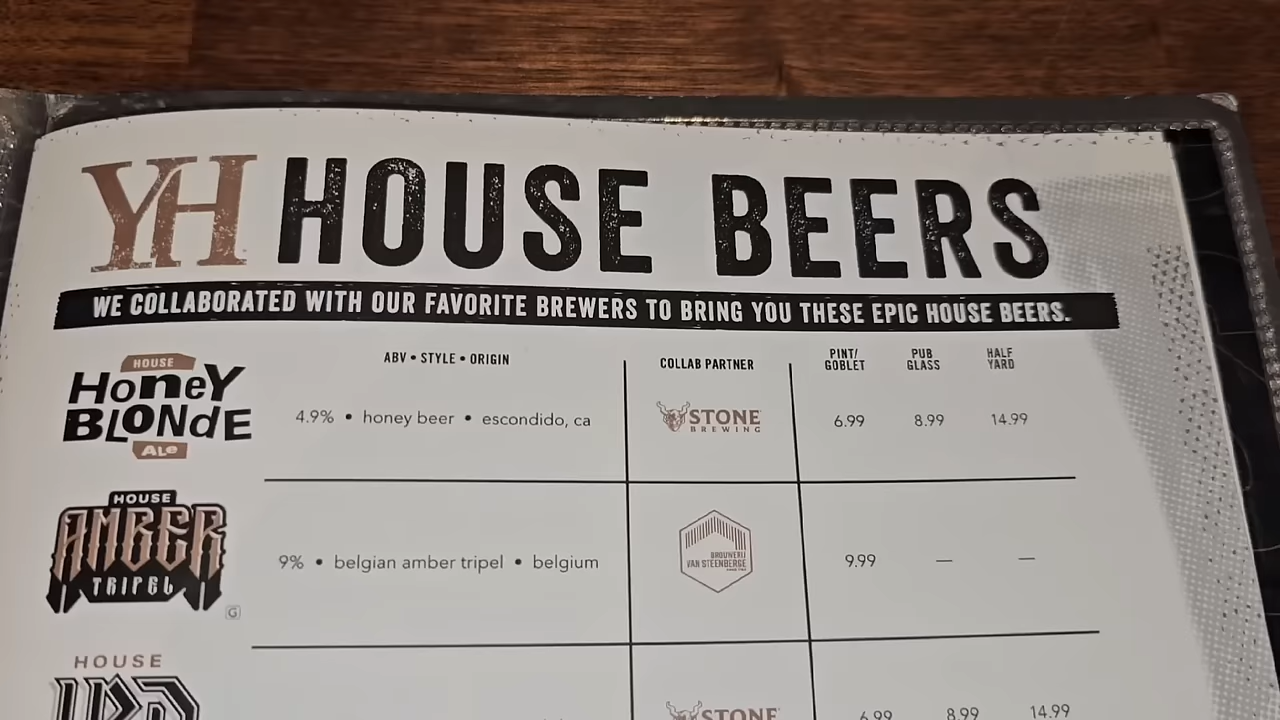 YH HOUSE BEERS
WE COLLABORATED WITH OUR FAVORITE BREWERS TO BRING YOU THESE EPIC HOUSE BEERS.
ABV • STYLE • ORIGIN
COLLAB PARTNER
PINT/
GOBLET
PUB
GLASS
HALF
YARD
HOUSE
HoneY
BLONdE
ALe
4.9% • honey beer • escondido, ca
STONE
BREWING
6.99 8.99 14.99
HOUSE
AMBER
TRIPEL
G
9% • belgian amber tripel • belgium
BROUWERIJ
VAN STEENBERGE
9.99 — —
HOUSE
STONE
6.99 8.99 14.99